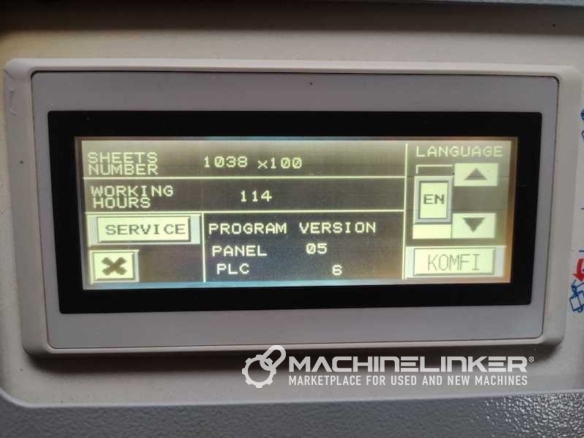 SHEETS NUMBER 1038 x100
WORKING HOURS 114
SERVICE
PROGRAM VERSION
PANEL 05
PLC 6
LANGUAGE
EN
KOMFI
MACHINELINKER®
MARKETPLACE FOR USED AND NEW MACHINES